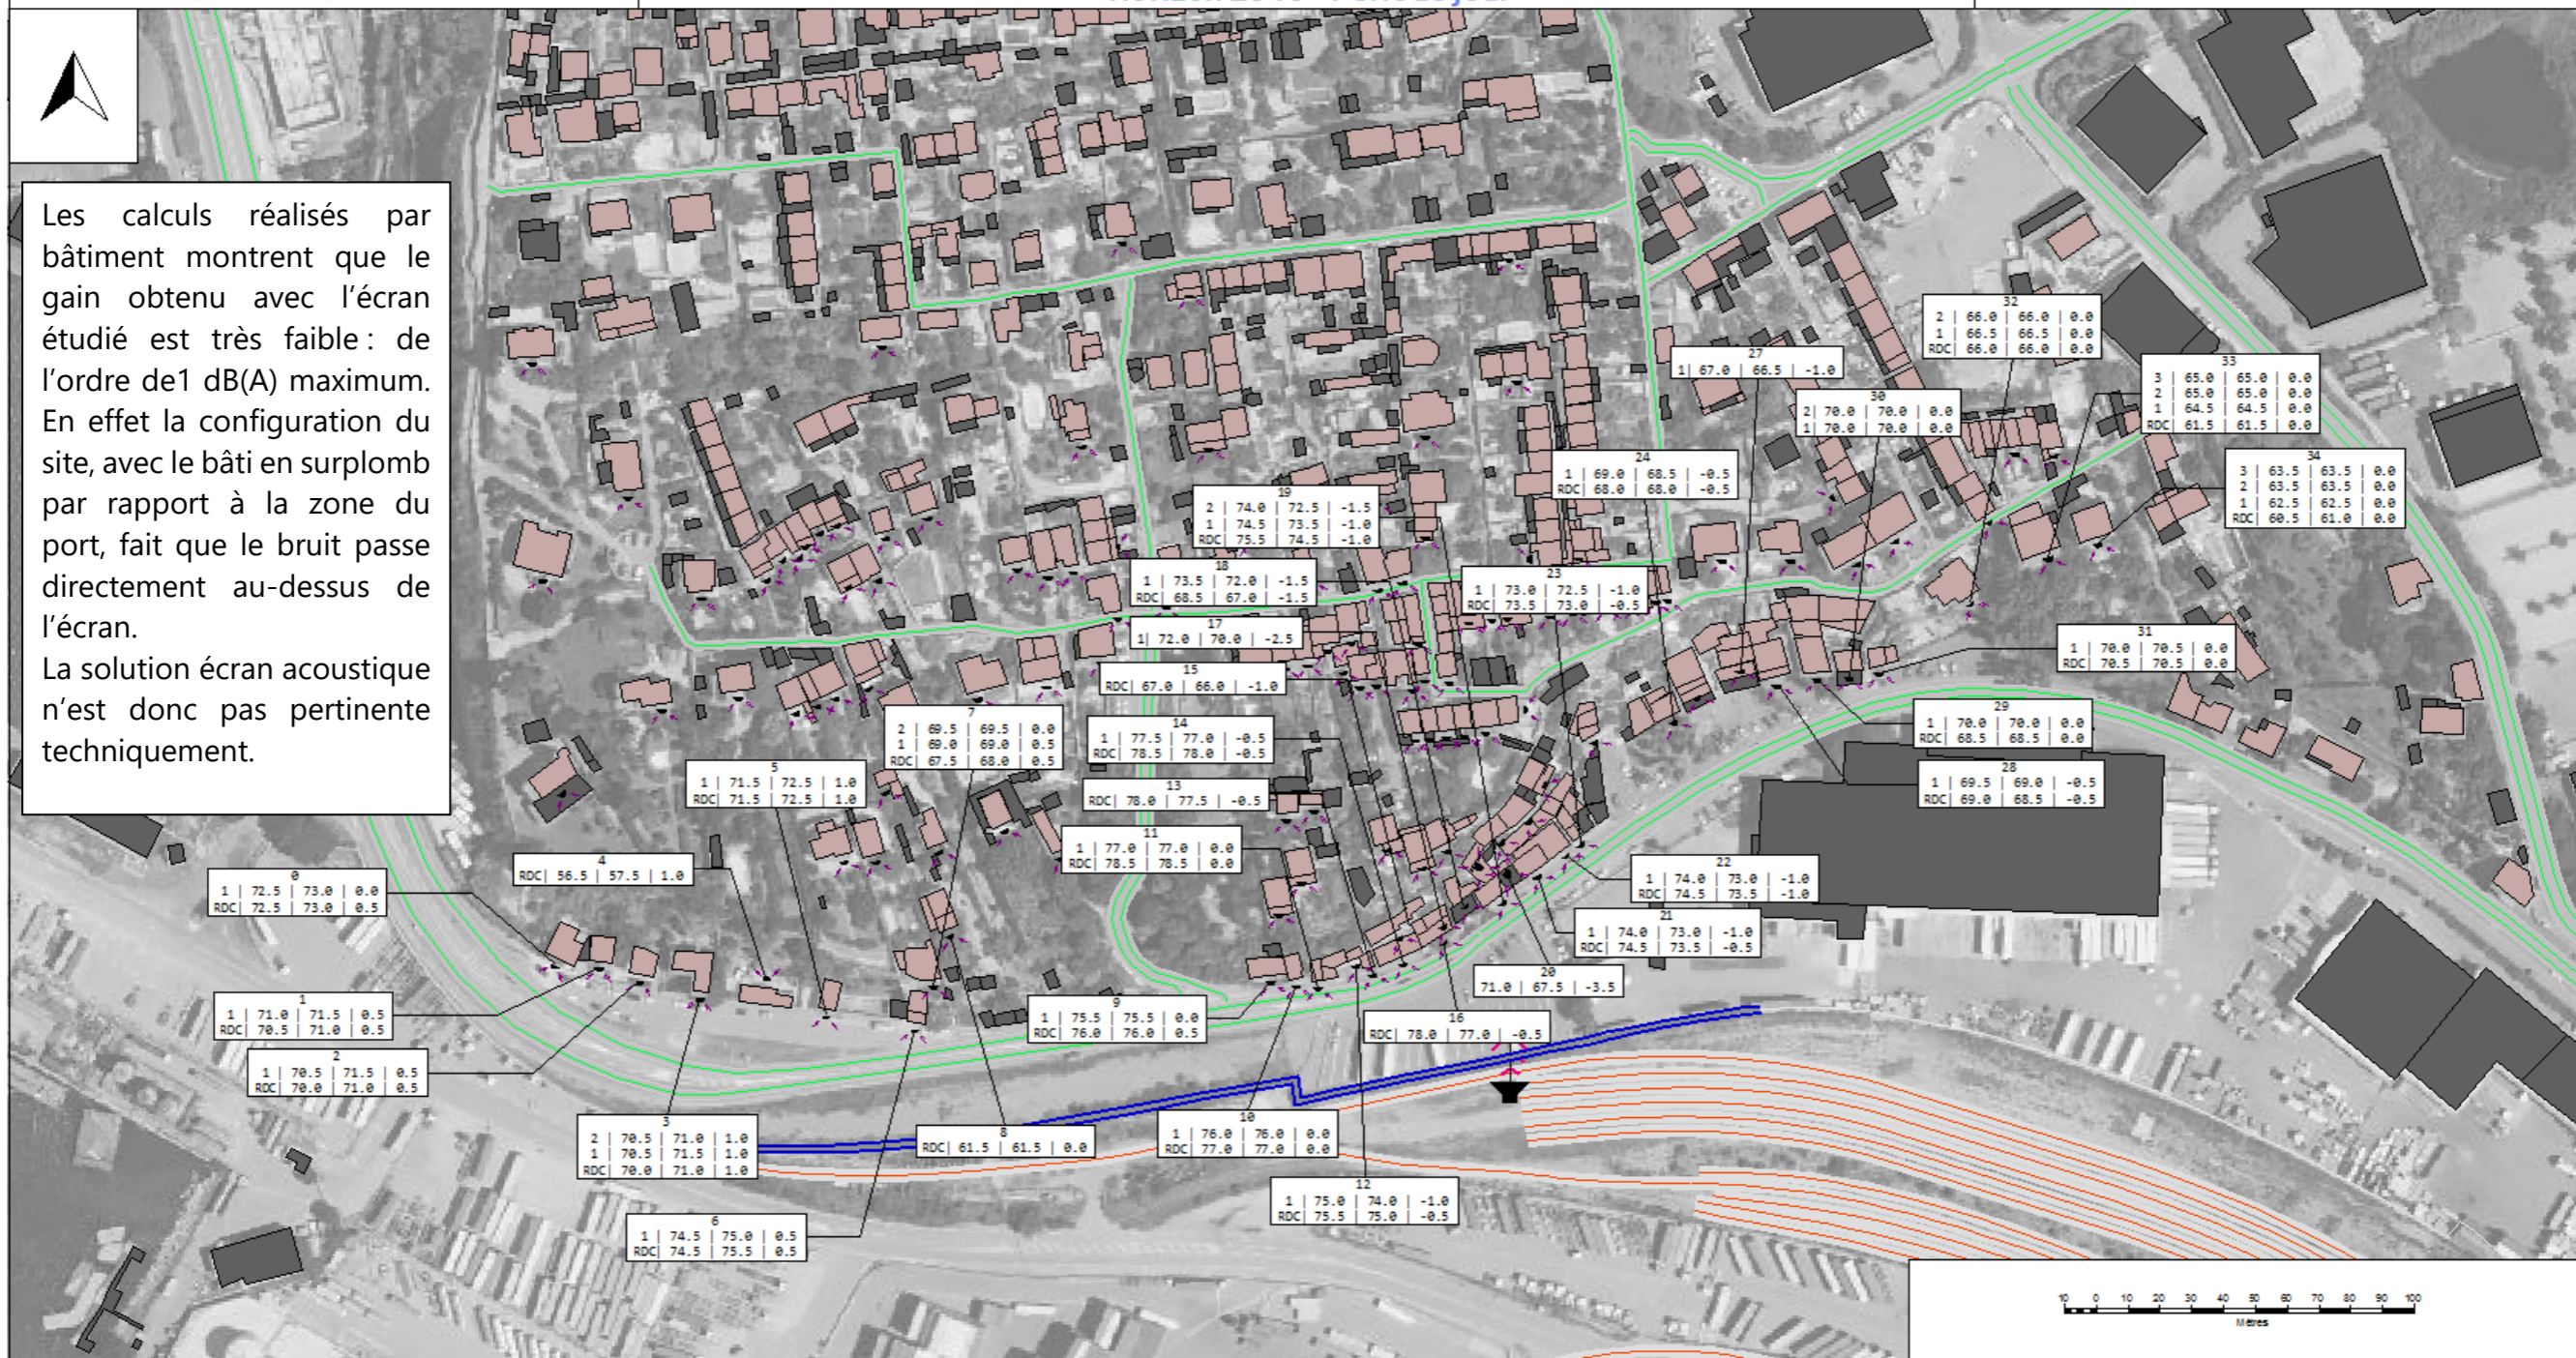 Les calculs réalisés par
bâtiment montrent que le
gain obtenu avec l'écran
étudié est très faible : de
l'ordre de1 dB(A) maximum.
En effet la configuration du
site, avec le bâti en surplomb
par rapport à la zone du
port, fait que le bruit passe
directement au-dessus de
l'écran.
La solution écran acoustique
n'est donc pas pertinente
techniquement.
32
2 | 66.0 | 66.0 | 0.0
1 | 66.5 | 66.5 | 0.0
RDC| 66.0 | 66.0 | 0.0
27
1| 67.0 | 66.5 | -1.0
33
3 | 65.0 | 65.0 | 0.0
2 | 65.0 | 65.0 | 0.0
1 | 64.5 | 64.5 | 0.0
RDC| 61.5 | 61.5 | 0.0
30
2| 70.0 | 70.0 | 0.0
1| 70.0 | 70.0 | 0.0
24
1 | 69.0 | 68.5 | -0.5
RDC| 68.0 | 68.0 | -0.5
34
3 | 63.5 | 63.5 | 0.0
2 | 63.5 | 63.5 | 0.0
1 | 62.5 | 62.5 | 0.0
RDC| 60.5 | 61.0 | 0.0
19
2 | 74.0 | 72.5 | -1.5
1 | 74.5 | 73.5 | -1.0
RDC| 75.5 | 74.5 | -1.0
18
1 | 73.5 | 72.0 | -1.5
RDC| 68.5 | 67.0 | -1.5
23
1 | 73.0 | 72.5 | -1.0
RDC| 73.5 | 73.0 | -0.5
17
1| 72.0 | 70.0 | -2.5
31
1 | 70.0 | 70.5 | 0.0
RDC| 70.5 | 70.5 | 0.0
15
RDC| 67.0 | 66.0 | -1.0
7
2 | 69.5 | 69.5 | 0.0
1 | 69.0 | 69.0 | 0.5
RDC| 67.5 | 68.0 | 0.5
14
1 | 77.5 | 77.0 | -0.5
RDC| 78.5 | 78.0 | -0.5
29
1 | 70.0 | 70.0 | 0.0
RDC| 68.5 | 68.5 | 0.0
5
1 | 71.5 | 72.5 | 1.0
RDC| 71.5 | 72.5 | 1.0
28
1 | 69.5 | 69.0 | -0.5
RDC| 69.0 | 68.5 | -0.5
13
RDC| 78.0 | 77.5 | -0.5
11
1 | 77.0 | 77.0 | 0.0
RDC| 78.5 | 78.5 | 0.0
4
RDC| 56.5 | 57.5 | 1.0
22
1 | 74.0 | 73.0 | -1.0
RDC| 74.5 | 73.5 | -1.0
0
1 | 72.5 | 73.0 | 0.0
RDC| 72.5 | 73.0 | 0.5
21
1 | 74.0 | 73.0 | -1.0
RDC| 74.5 | 73.5 | -0.5
20
71.0 | 67.5 | -3.5
1
1 | 71.0 | 71.5 | 0.5
RDC| 70.5 | 71.0 | 0.5
9
1 | 75.5 | 75.5 | 0.0
RDC| 76.0 | 76.0 | 0.5
16
RDC| 78.0 | 77.0 | -0.5
2
1 | 70.5 | 71.5 | 0.5
RDC| 70.0 | 71.0 | 0.5
3
2 | 70.5 | 71.0 | 1.0
1 | 70.5 | 71.5 | 1.0
RDC| 70.0 | 71.0 | 1.0
8
RDC| 61.5 | 61.5 | 0.0
10
1 | 76.0 | 76.0 | 0.0
RDC| 77.0 | 77.0 | 0.0
12
1 | 75.0 | 74.0 | -1.0
RDC| 75.5 | 75.0 | -0.5
6
1 | 74.5 | 75.0 | 0.5
RDC| 74.5 | 75.5 | 0.5
10 0 10 20 30 40 50 60 70 80 90 100
Mètres